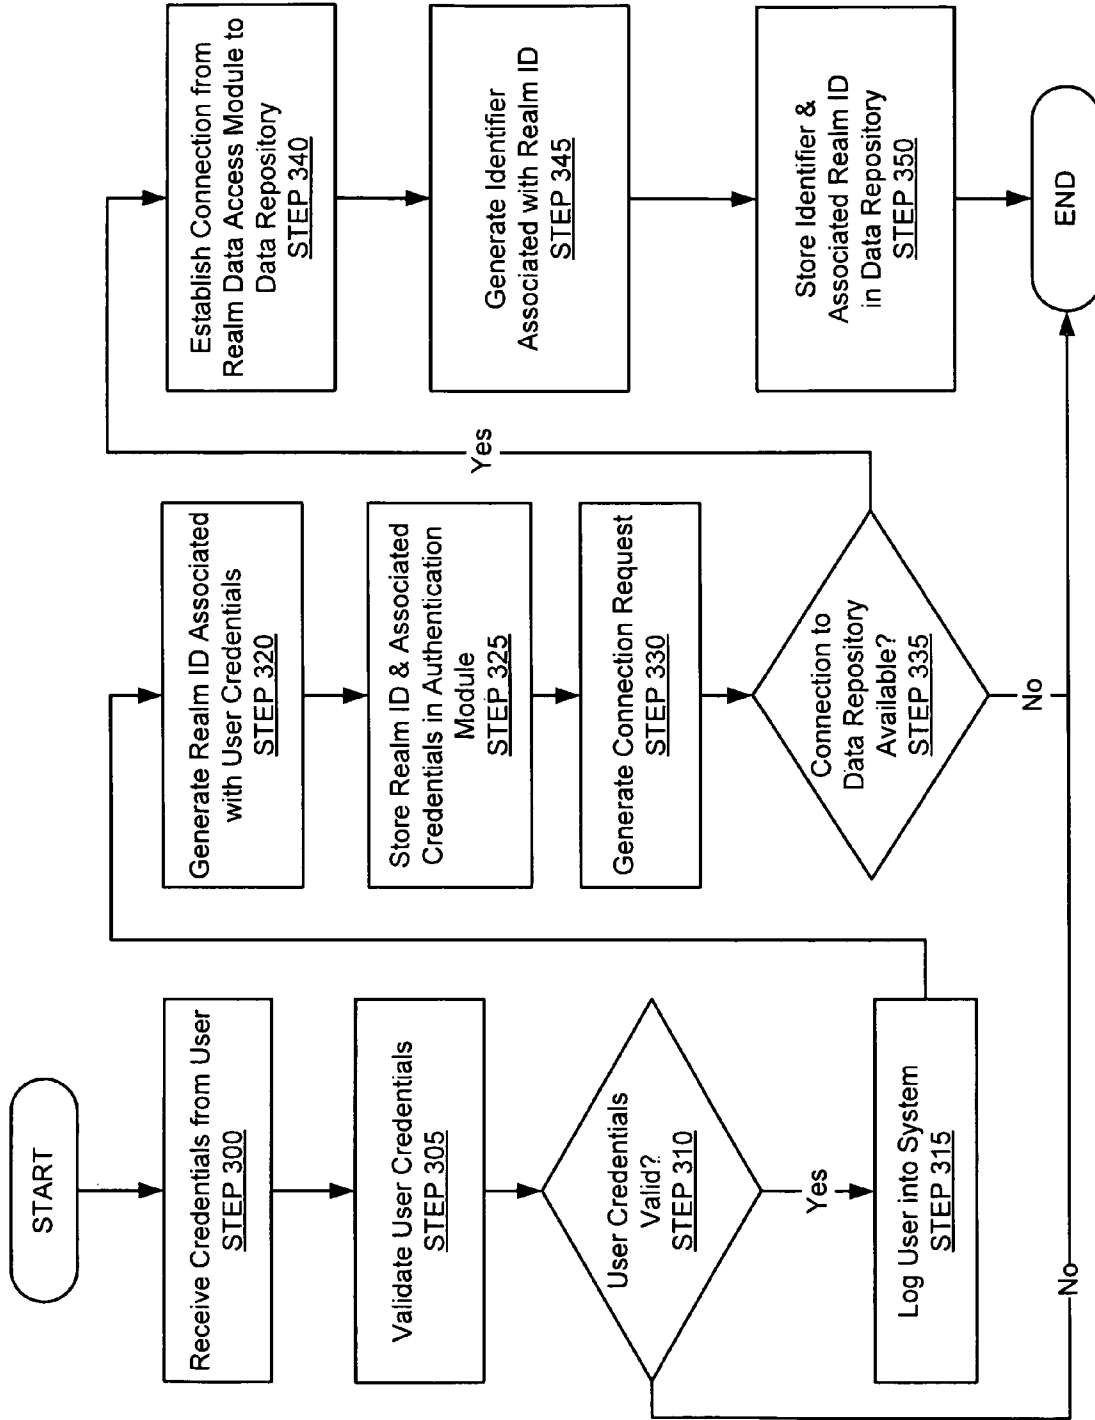 START
Receive Credentials from User
STEP 300
Validate User Credentials
STEP 305
User Credentials
Valid?
STEP 310
Yes
No
Log User into System
STEP 315
Generate Realm ID Associated
with User Credentials
STEP 320
Store Realm ID & Associated
Credentials in Authentication
Module
STEP 325
Generate Connection Request
STEP 330
Connection to
Data Repository
Available?
STEP 335
Yes
No
Establish Connection from
Realm Data Access Module to
Data Repository
STEP 340
Generate Identifier
Associated with Realm ID
STEP 345
Store Identifier &
Associated Realm ID
in Data Repository
STEP 350
END